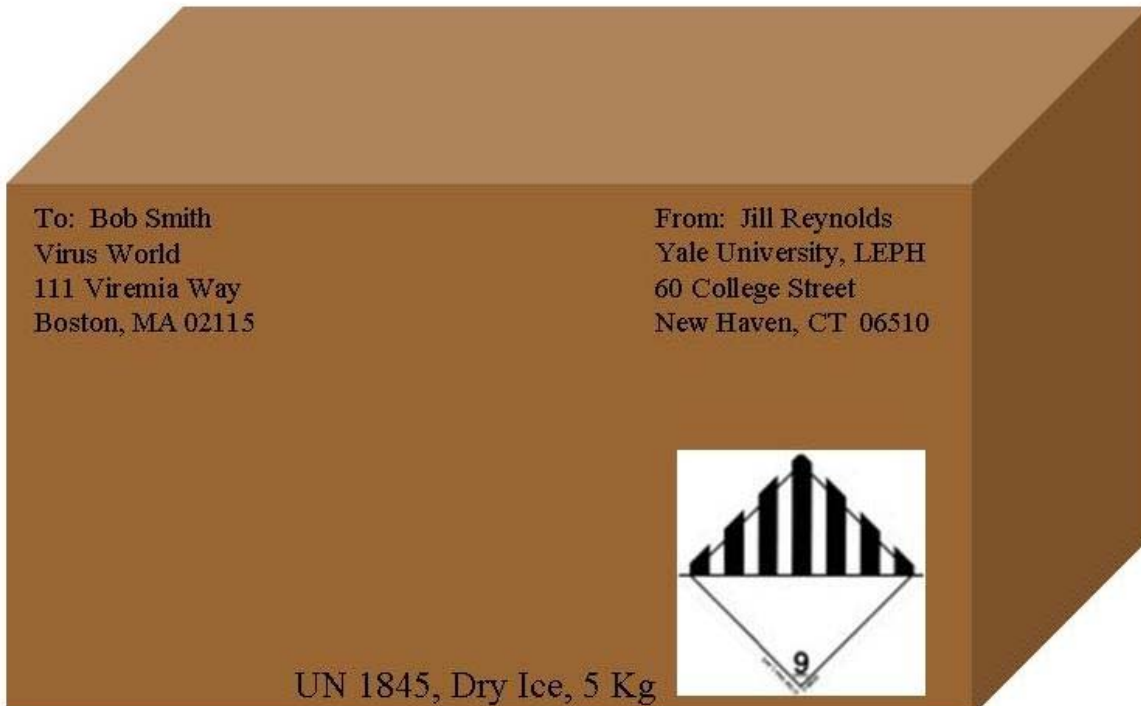 To: Bob Smith
Virus World
111 Viremia Way
Boston, MA 02115
From: Jill Reynolds
Yale University, LEPH
60 College Street
New Haven, CT 06510
9
UN 1845, Dry Ice, 5 Kg